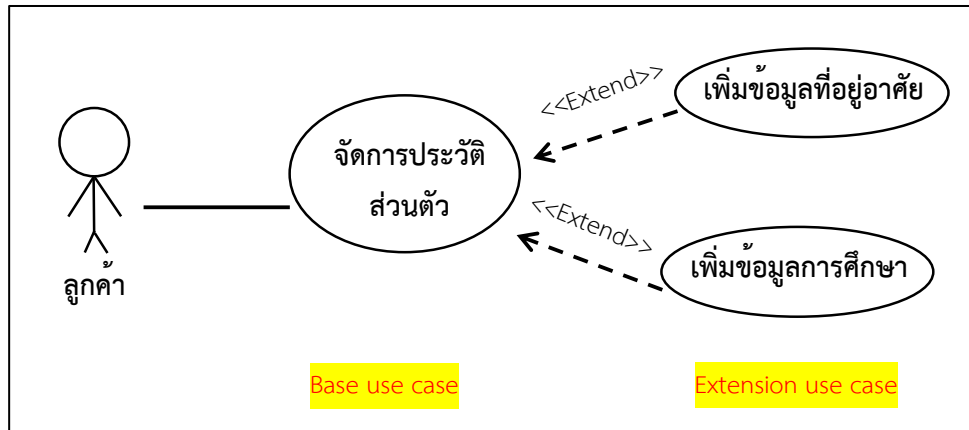 <<Extend>>
เพิ่มข้อมูลที่อยู่อาศัย
จัดการประวัติ
ส่วนตัว
<<Extend>>
เพิ่มข้อมูลการศึกษา
ลูกค้า
Base use case
Extension use case